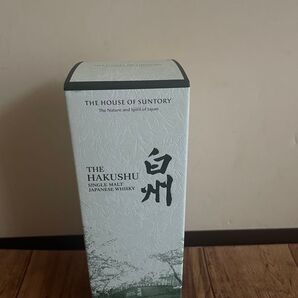 THE HOUSE OF SUNTORY
The Nature and Spirit of Japan
THE
HAKUSHU
SINGLE MALT
JAPANESE WHISKY
白州